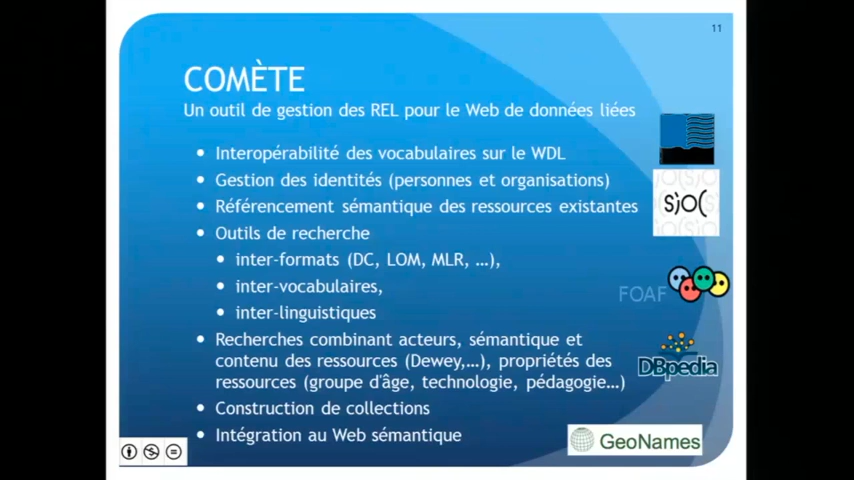 11
COMÈTE
Un outil de gestion des REL pour le Web de données liées
• Interopérabilité des vocabulaires sur le WDL
• Gestion des identités (personnes et organisations)
• Référencement sémantique des ressources existantes
• Outils de recherche
• inter-formats (DC, LOM, MLR, …),
• inter-vocabulaires,
• inter-linguistiques
• Recherches combinant acteurs, sémantique et
contenu des ressources (Dewey,…), propriétés des
ressources (groupe d'âge, technologie, pédagogie…)
• Construction de collections
• Intégration au Web sémantique
SIOC
FOAF
DBpedia
GeoNames